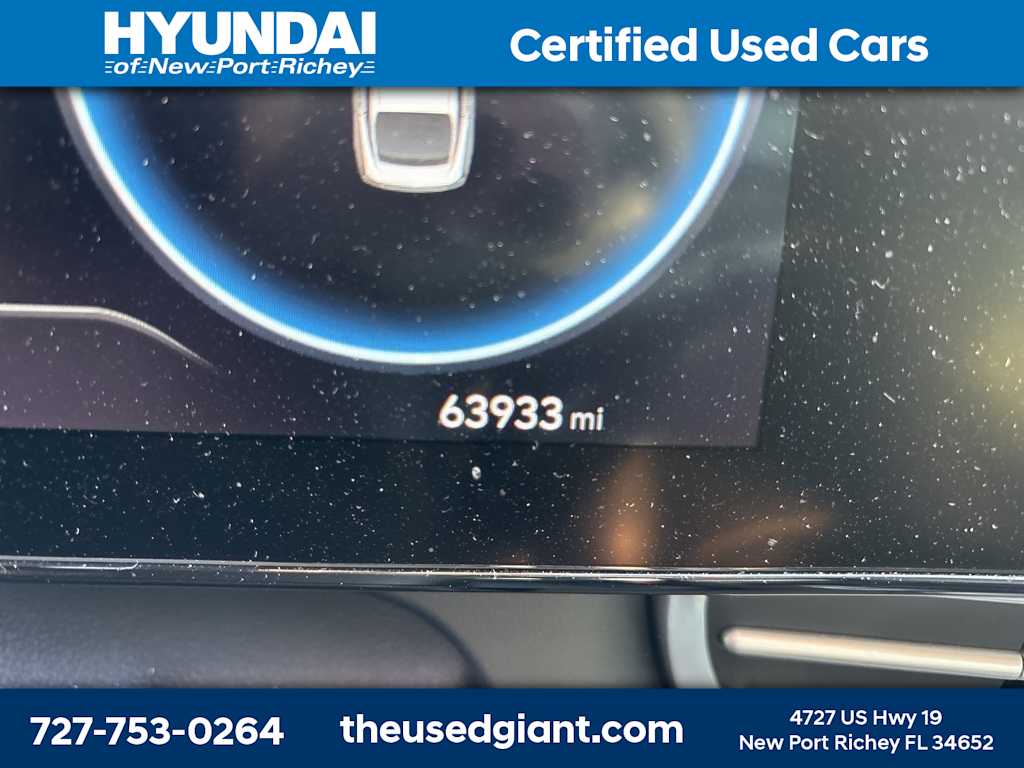 HYUNDAI
of New Port Richey
Certified Used Cars
63933 mi
727-753-0264
theusedgiant.com
4727 US Hwy 19
New Port Richey FL 34652